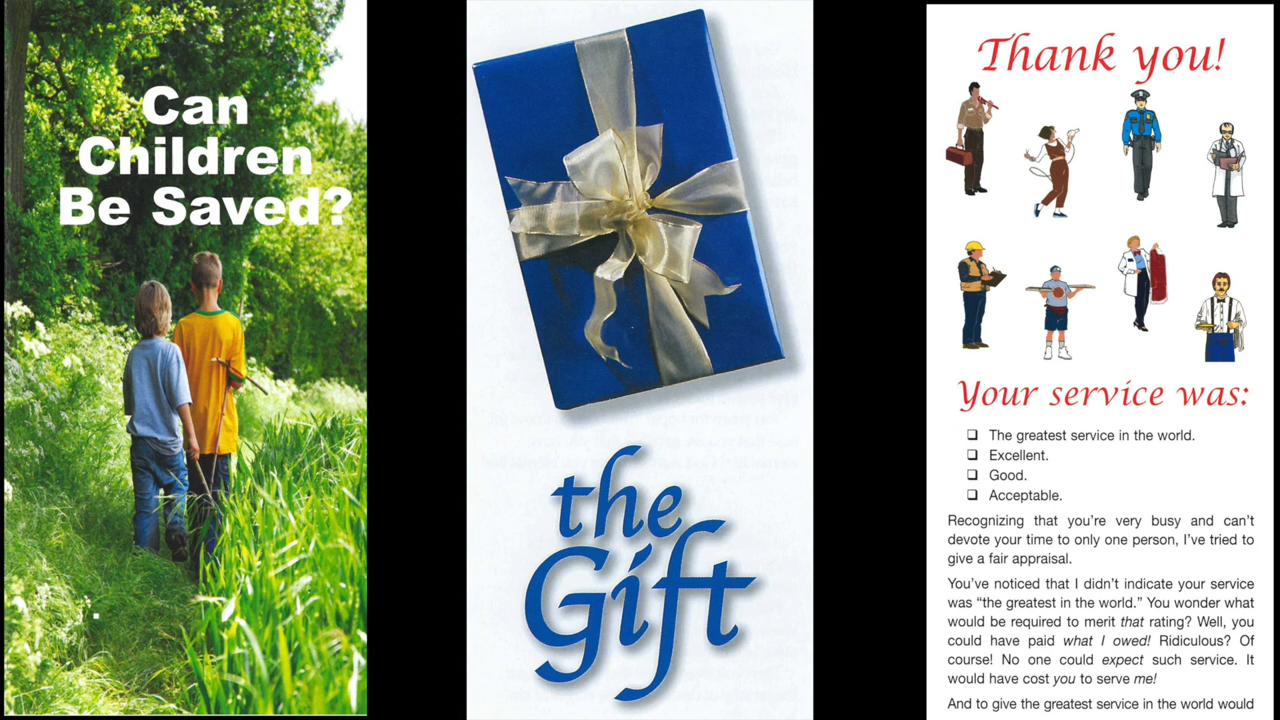 Can
Children
Be Saved?
the
Gift
Thank you!
Your service was:
❏ The greatest service in the world.
❏ Excellent.
❏ Good.
❏ Acceptable.
Recognizing that you're very busy and can't
devote your time to only one person, I've tried to
give a fair appraisal.
You've noticed that I didn't indicate your service
was “the greatest in the world.” You wonder what
would be required to merit that rating? Well, you
could have paid what I owed! Ridiculous? Of
course! No one could expect such service. It
would have cost you to serve me!
And to give the greatest service in the world would